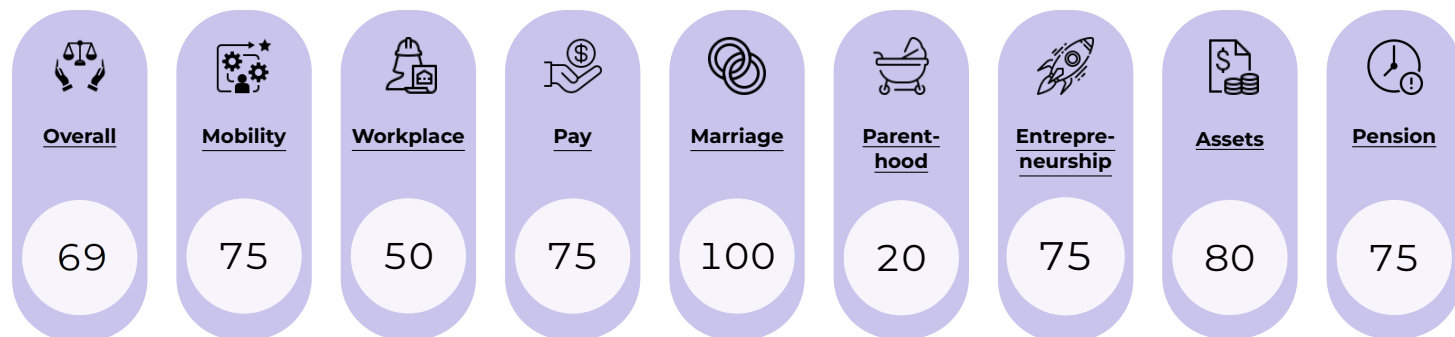 $
$
Overall
Mobility
Workplace
Pay
Marriage
Parent-
hood
Entrepre-
neurship
Assets
Pension
69
75
50
75
100
20
75
80
75